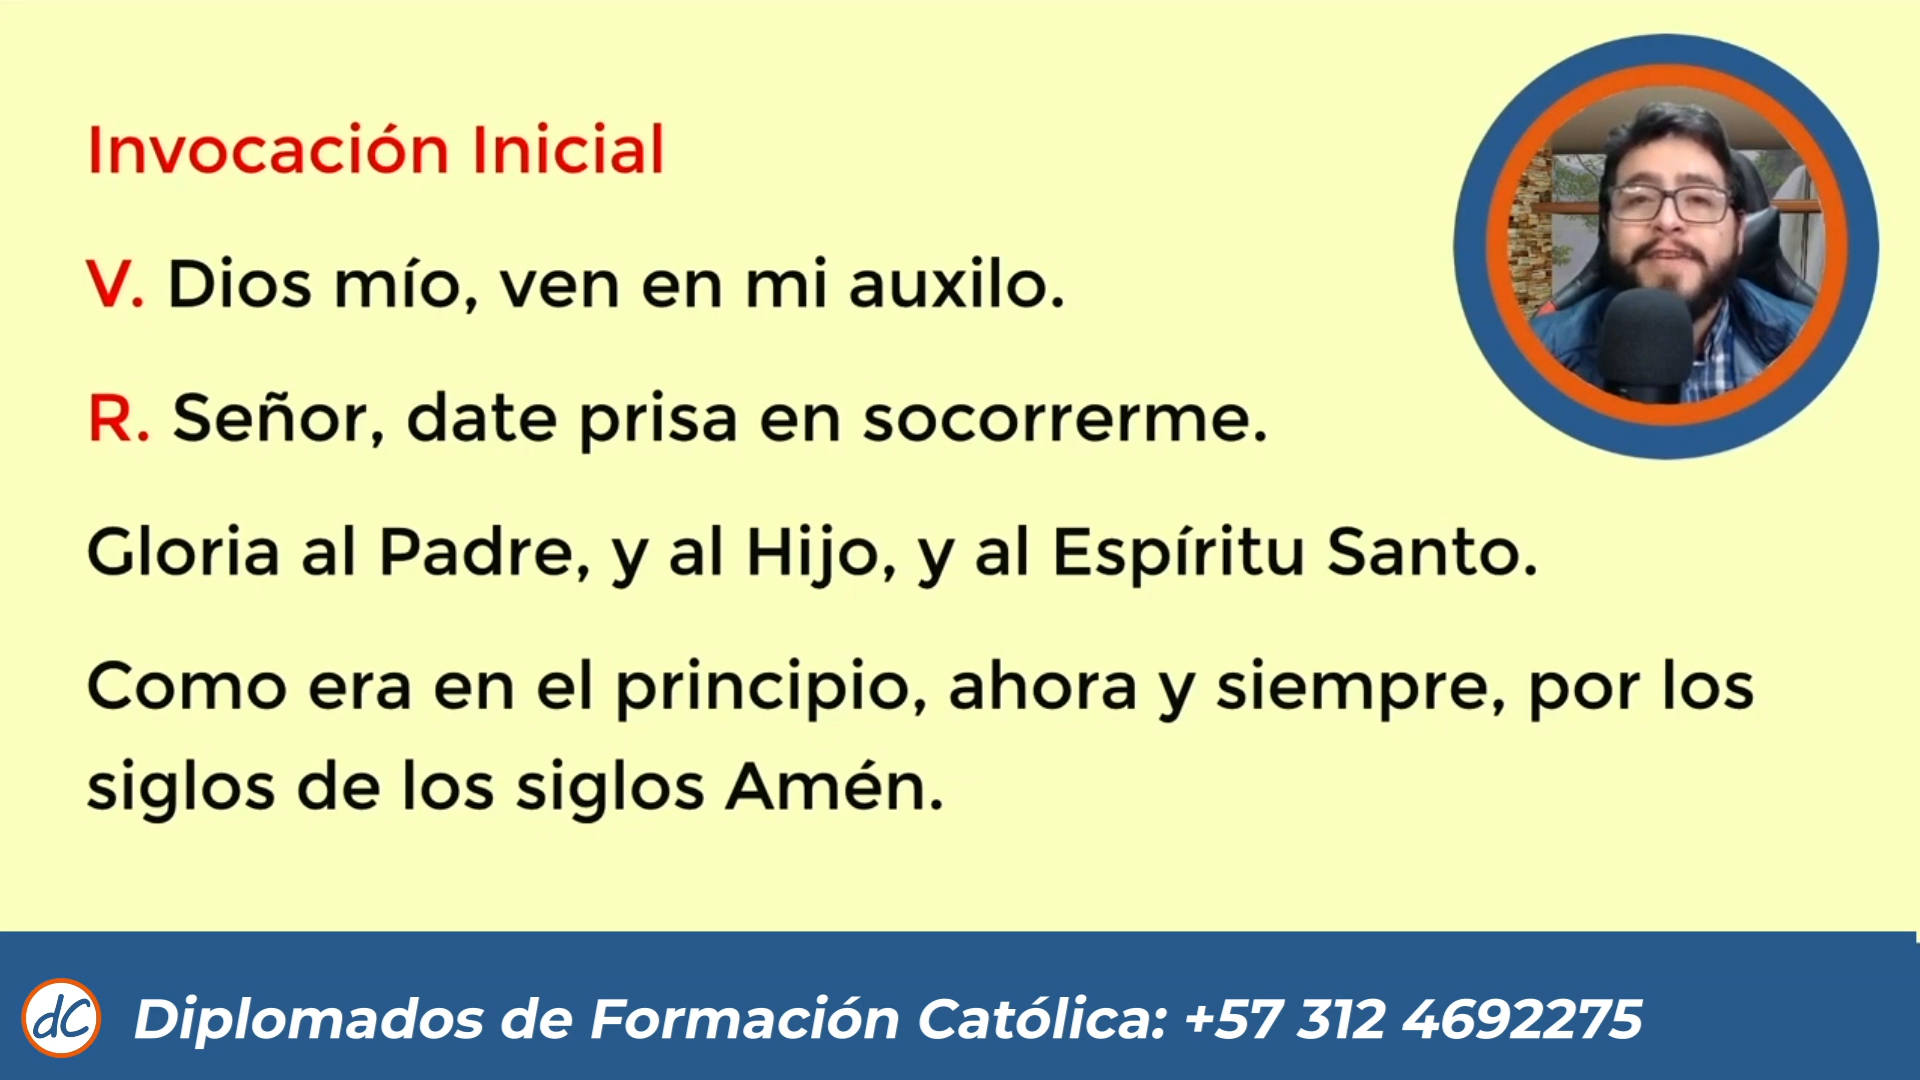 Invocación Inicial
V. Dios mío, ven en mi auxilo.
R. Señor, date prisa en socorrerme.
Gloria al Padre, y al Hijo, y al Espíritu Santo.
Como era en el principio, ahora y siempre, por los
siglos de los siglos Amén.
dC Diplomados de Formación Católica: +57 312 4692275